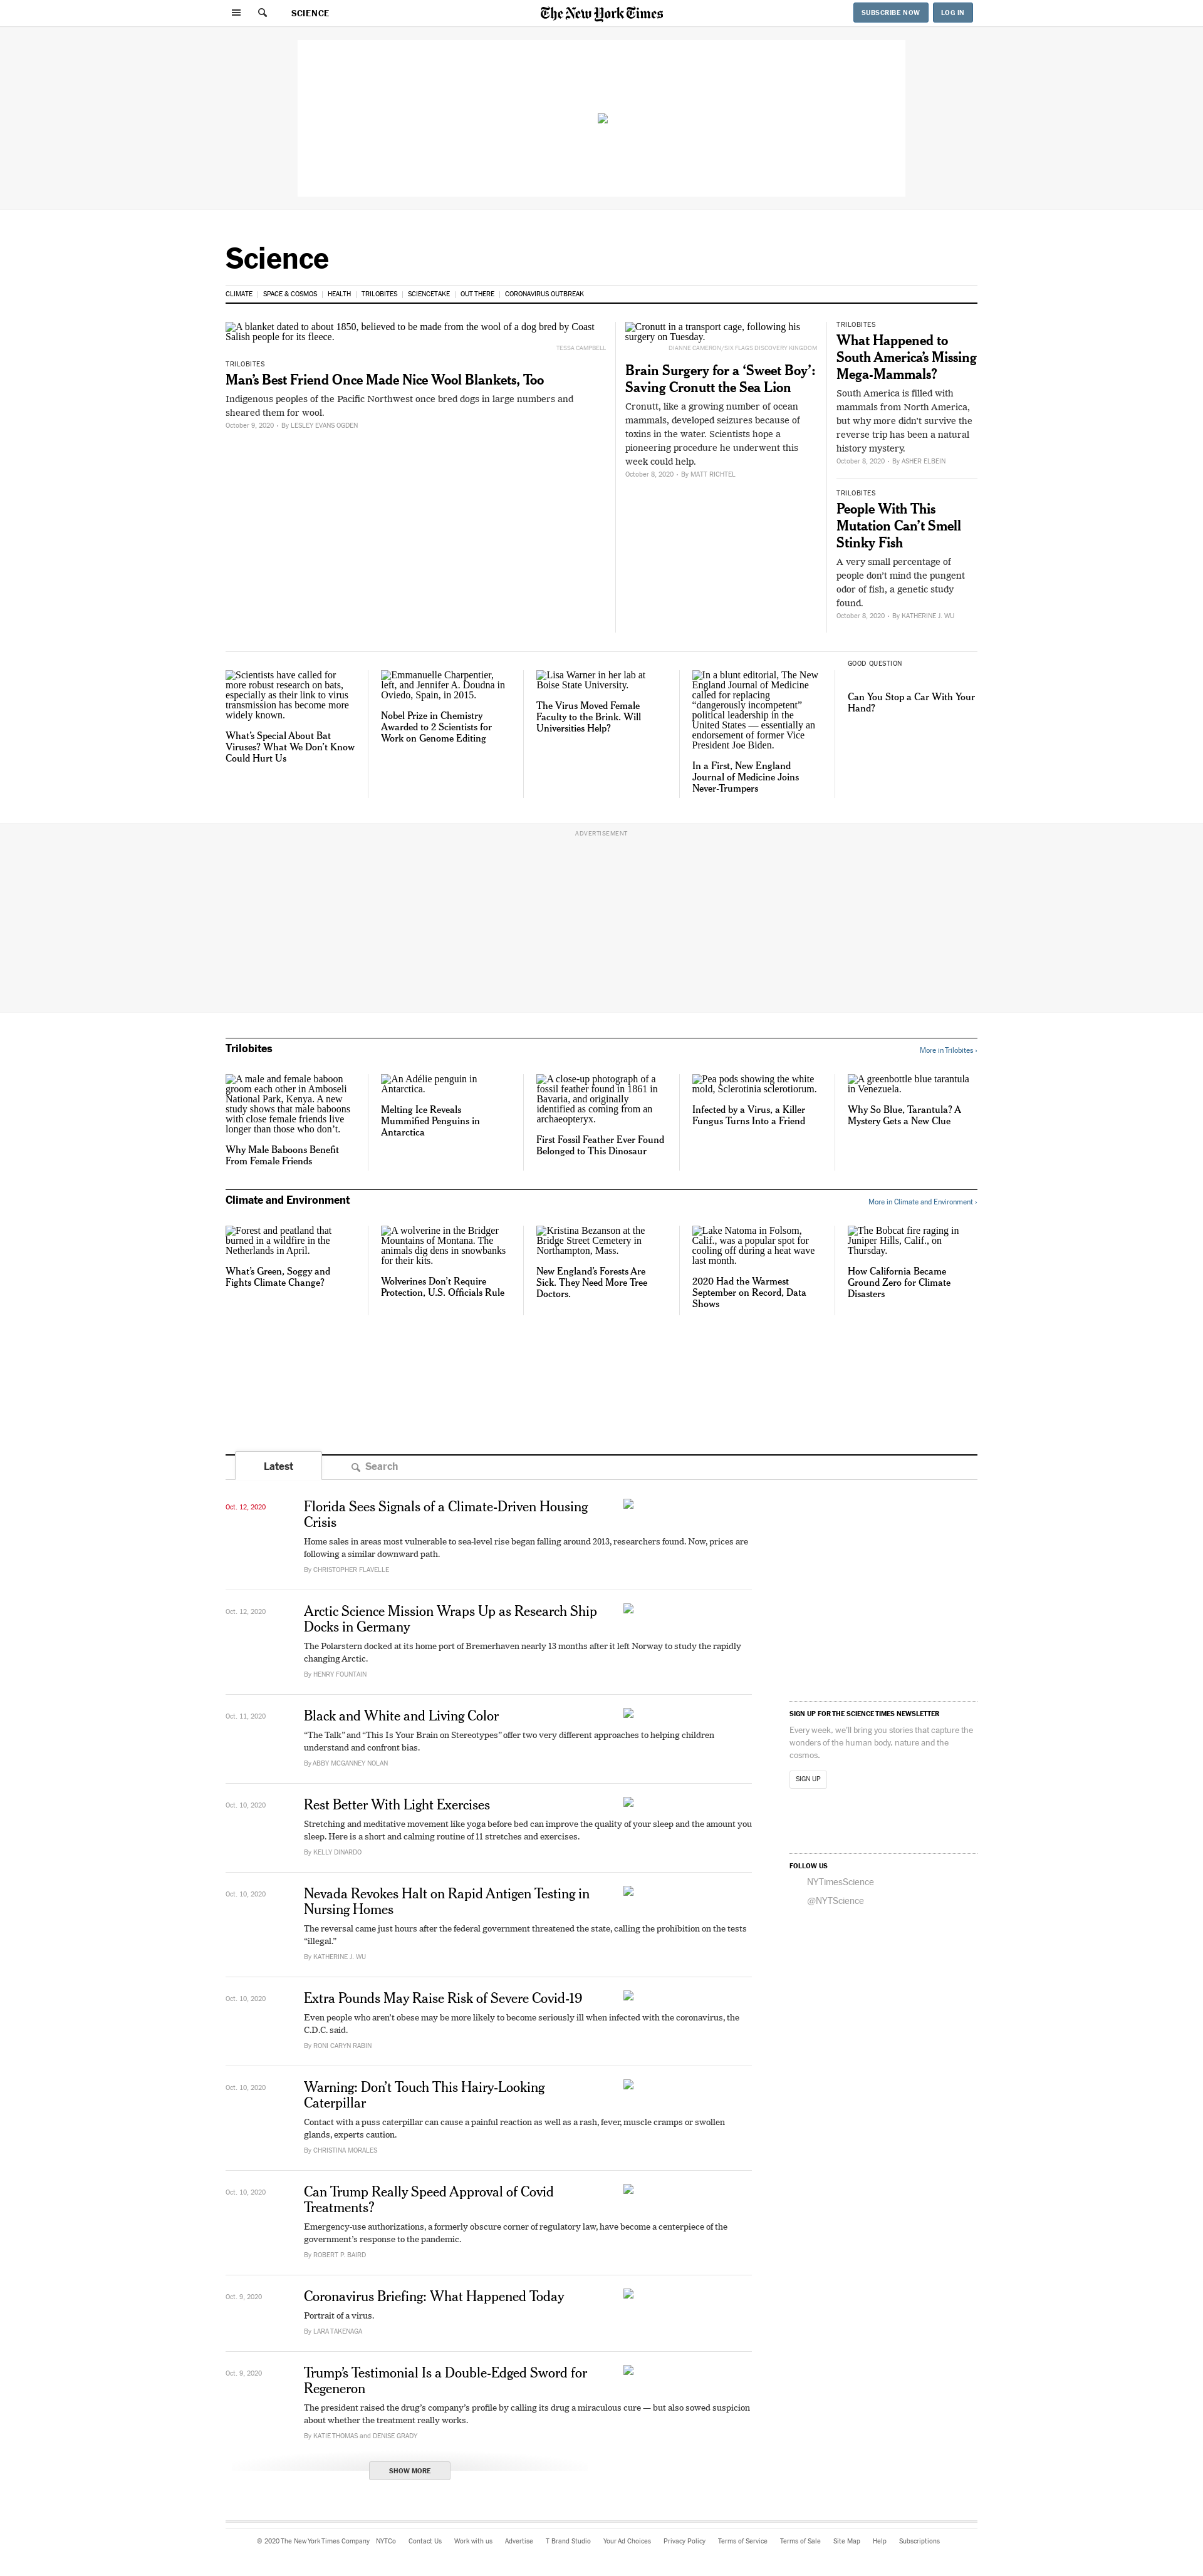 SCIENCE
The New York Times
SUBSCRIBE NOW
LOG IN
Science
CLIMATE
SPACE & COSMOS
HEALTH
TRILOBITES
SCIENCETAKE
OUT THERE
CORONAVIRUS OUTBREAK
A blanket dated to about 1850, believed to be made from the wool of a dog bred by Coast
Salish people for its fleece.
TESSA CAMPBELL
TRILOBITES
Man’s Best Friend Once Made Nice Wool Blankets, Too
Indigenous peoples of the Pacific Northwest once bred dogs in large numbers and
sheared them for wool.
October 9, 2020 • By LESLEY EVANS OGDEN
Cronutt in a transport cage, following his
surgery on Tuesday.
DIANNE CAMERON/SIX FLAGS DISCOVERY KINGDOM
Brain Surgery for a ‘Sweet Boy’:
Saving Cronutt the Sea Lion
Cronutt, like a growing number of ocean
mammals, developed seizures because of
toxins in the water. Scientists hope a
pioneering procedure he underwent this
week could help.
October 8, 2020 • By MATT RICHTEL
TRILOBITES
What Happened to
South America’s Missing
Mega-Mammals?
South America is filled with
mammals from North America,
but why more didn’t survive the
reverse trip has been a natural
history mystery.
October 8, 2020 • By ASHER ELBEIN
TRILOBITES
People With This
Mutation Can’t Smell
Stinky Fish
A very small percentage of
people don’t mind the pungent
odor of fish, a genetic study
found.
October 8, 2020 • By KATHERINE J. WU
Scientists have called for
more robust research on bats,
especially as their link to virus
transmission has become more
widely known.
What’s Special About Bat
Viruses? What We Don’t Know
Could Hurt Us
Emmanuelle Charpentier,
left, and Jennifer A. Doudna in
Oviedo, Spain, in 2015.
Nobel Prize in Chemistry
Awarded to 2 Scientists for
Work on Genome Editing
Lisa Warner in her lab at
Boise State University.
The Virus Moved Female
Faculty to the Brink. Will
Universities Help?
In a blunt editorial, The New
England Journal of Medicine
called for replacing
“dangerously incompetent”
political leadership in the
United States — essentially an
endorsement of former Vice
President Joe Biden.
In a First, New England
Journal of Medicine Joins
Never-Trumpers
GOOD QUESTION
Can You Stop a Car With Your
Hand?
ADVERTISEMENT
Trilobites
More in Trilobites ›
A male and female baboon
groom each other in Amboseli
National Park, Kenya. A new
study shows that male baboons
with close female friends live
longer than those who don’t.
Why Male Baboons Benefit
From Female Friends
An Adélie penguin in
Antarctica.
Melting Ice Reveals
Mummified Penguins in
Antarctica
A close-up photograph of a
fossil feather found in 1861 in
Bavaria, and originally
identified as coming from an
archaeopteryx.
First Fossil Feather Ever Found
Belonged to This Dinosaur
Pea pods showing the white
mold, Sclerotinia sclerotiorum.
Infected by a Virus, a Killer
Fungus Turns Into a Friend
A greenbottle blue tarantula
in Venezuela.
Why So Blue, Tarantula? A
Mystery Gets a New Clue
Climate and Environment
More in Climate and Environment ›
Forest and peatland that
burned in a wildfire in the
Netherlands in April.
What’s Green, Soggy and
Fights Climate Change?
A wolverine in the Bridger
Mountains of Montana. The
animals dig dens in snowbanks
for their kits.
Wolverines Don’t Require
Protection, U.S. Officials Rule
Kristina Bezanson at the
Bridge Street Cemetery in
Northampton, Mass.
New England’s Forests Are
Sick. They Need More Tree
Doctors.
Lake Natoma in Folsom,
Calif., was a popular spot for
cooling off during a heat wave
last month.
2020 Had the Warmest
September on Record, Data
Shows
The Bobcat fire raging in
Juniper Hills, Calif., on
Thursday.
How California Became
Ground Zero for Climate
Disasters
Latest
Search
Oct. 12, 2020
Florida Sees Signals of a Climate-Driven Housing
Crisis
Home sales in areas most vulnerable to sea-level rise began falling around 2013, researchers found. Now, prices are
following a similar downward path.
By CHRISTOPHER FLAVELLE
Oct. 12, 2020
Arctic Science Mission Wraps Up as Research Ship
Docks in Germany
The Polarstern docked at its home port of Bremerhaven nearly 13 months after it left Norway to study the rapidly
changing Arctic.
By HENRY FOUNTAIN
Oct. 11, 2020
Black and White and Living Color
“The Talk” and “This Is Your Brain on Stereotypes” offer two very different approaches to helping children
understand and confront bias.
By ABBY MCGANNEY NOLAN
Oct. 10, 2020
Rest Better With Light Exercises
Stretching and meditative movement like yoga before bed can improve the quality of your sleep and the amount you
sleep. Here is a short and calming routine of 11 stretches and exercises.
By KELLY DINARDO
Oct. 10, 2020
Nevada Revokes Halt on Rapid Antigen Testing in
Nursing Homes
The reversal came just hours after the federal government threatened the state, calling the prohibition on the tests
“illegal.”
By KATHERINE J. WU
Oct. 10, 2020
Extra Pounds May Raise Risk of Severe Covid-19
Even people who aren’t obese may be more likely to become seriously ill when infected with the coronavirus, the
C.D.C. said.
By RONI CARYN RABIN
Oct. 10, 2020
Warning: Don’t Touch This Hairy-Looking
Caterpillar
Contact with a puss caterpillar can cause a painful reaction as well as a rash, fever, muscle cramps or swollen
glands, experts caution.
By CHRISTINA MORALES
Oct. 10, 2020
Can Trump Really Speed Approval of Covid
Treatments?
Emergency-use authorizations, a formerly obscure corner of regulatory law, have become a centerpiece of the
government’s response to the pandemic.
By ROBERT P. BAIRD
Oct. 9, 2020
Coronavirus Briefing: What Happened Today
Portrait of a virus.
By LARA TAKENAGA
Oct. 9, 2020
Trump’s Testimonial Is a Double-Edged Sword for
Regeneron
The president raised the drug’s company’s profile by calling its drug a miraculous cure — but also sowed suspicion
about whether the treatment really works.
By KATIE THOMAS and DENISE GRADY
SHOW MORE
SIGN UP FOR THE SCIENCE TIMES NEWSLETTER
Every week, we’ll bring you stories that capture the
wonders of the human body, nature and the
cosmos.
SIGN UP
FOLLOW US
NYTimesScience
@NYTScience
© 2020 The New York Times Company
NYTCo
Contact Us
Work with us
Advertise
T Brand Studio
Your Ad Choices
Privacy Policy
Terms of Service
Terms of Sale
Site Map
Help
Subscriptions